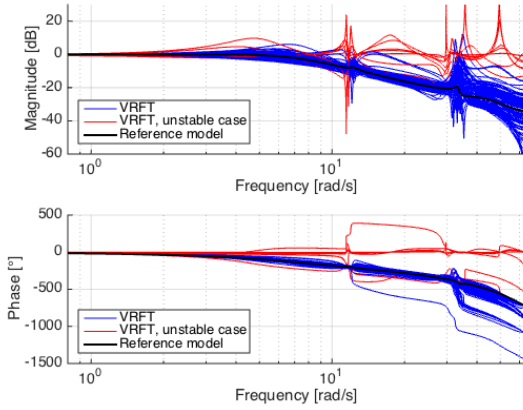 20
0
-20
-40
-60
Magnitude [dB]
VRFT
VRFT, unstable case
Reference model
10^0
10^1
Frequency [rad/s]
500
0
-500
-1000
-1500
Phase [°]
VRFT
VRFT, unstable case
Reference model
10^0
10^1
Frequency [rad/s]